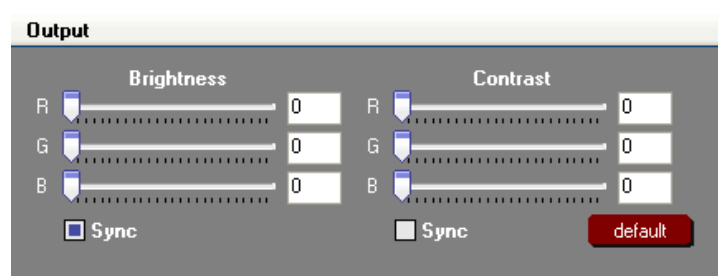 Output
Brightness Contrast
R 0 R 0
G 0 G 0
B 0 B 0
Sync Sync default